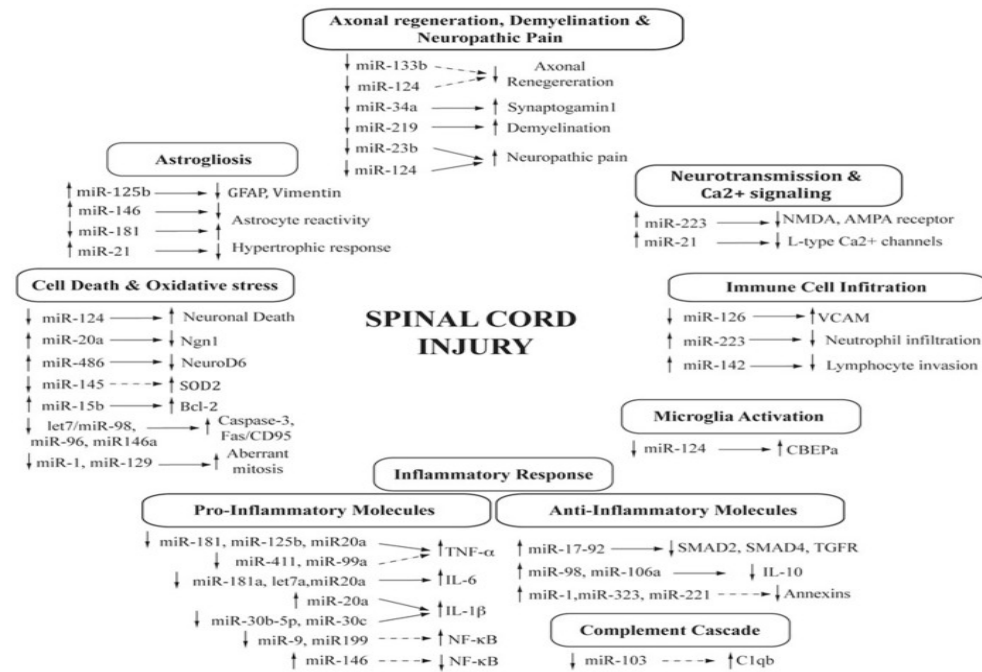 Axonal regeneration, Demyelination &
Neuropathic Pain
↓ miR-133b ⇢ ↓ Axonal
↓ miR-124 ⇢ Renegereration
↓ miR-34a → ↑ Synaptogamin1
↓ miR-219 → ↑ Demyelination
↓ miR-23b → ↑ Neuropathic pain
↓ miR-124 →
Astrogliosis
↑ miR-125b → ↓ GFAP, Vimentin
↑ miR-146 → ↓ Astrocyte reactivity
↓ miR-181 → ↑
↑ miR-21 → ↓ Hypertrophic response
Neurotransmission &
Ca2+ signaling
↑ miR-223 → ↓ NMDA, AMPA receptor
↑ miR-21 → ↓ L-type Ca2+ channels
Cell Death & Oxidative stress
↓ miR-124 → ↑ Neuronal Death
↑ miR-20a → ↓ Ngn1
↑ miR-486 → ↓ NeuroD6
↓ miR-145 ⇢ ↑ SOD2
↑ miR-15b → ↑ Bcl-2
↓ let7/miR-98, → ↑ Caspase-3,
miR-96, miR146a Fas/CD95
↓ miR-1, miR-129 → ↑ Aberrant
mitosis
SPINAL CORD
INJURY
Immune Cell Infitration
↓ miR-126 → ↑ VCAM
↑ miR-223 → ↓ Neutrophil infiltration
↑ miR-142 → ↓ Lymphocyte invasion
Microglia Activation
↓ miR-124 → ↑ CBEPa
Inflammatory Response
Pro-Inflammatory Molecules
↓ miR-181, miR-125b, miR20a → ↑ TNF-α
↓ miR-411, miR-99a ⇢
↓ miR-181a, let7a,miR20a → ↑ IL-6
↑ miR-20a → ↑ IL-1β
↓ miR-30b-5p, miR-30c →
↓ miR-9, miR199 ⇢ ↑ NF-κB
↑ miR-146 ⇢ ↓ NF-κB
Anti-Inflammatory Molecules
↑ miR-17-92 → ↓ SMAD2, SMAD4, TGFR
↑ miR-98, miR-106a → ↓ IL-10
↑ miR-1,miR-323, miR-221 ⇢ ↓ Annexins
Complement Cascade
↓ miR-103 ⇢ ↑ C1qb